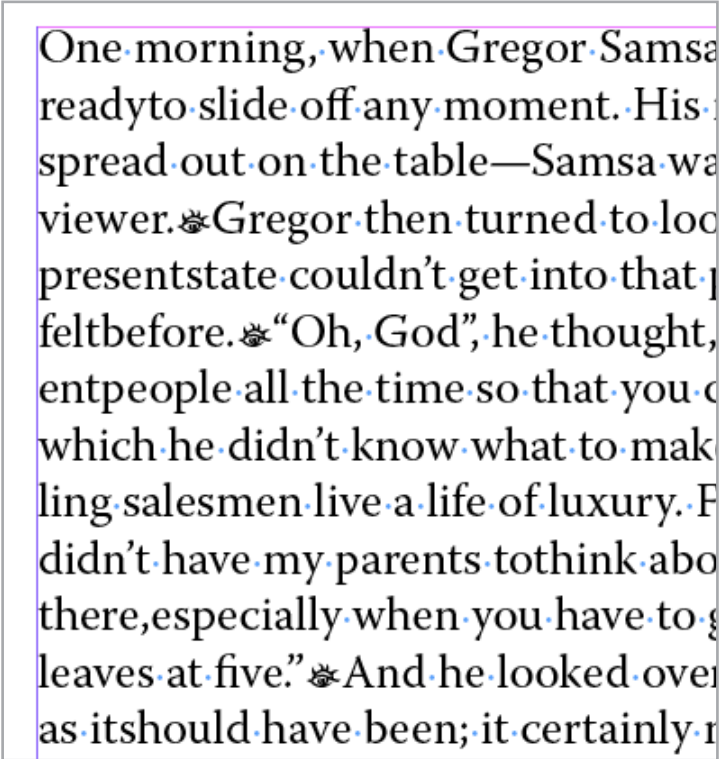 One morning, when Gregor Samsa
readyto slide off any moment. His
spread out on the table—Samsa wa
viewer.Gregor then turned to loo
presentstate couldn’t get into that
feltbefore.“Oh, God”, he thought,
entpeople all the time so that you
which he didn’t know what to mak
ling salesmen live a life of luxury. F
didn’t have my parents tothink abo
there,especially when you have to g
leaves at five.”And he looked over
as itshould have been; it certainly